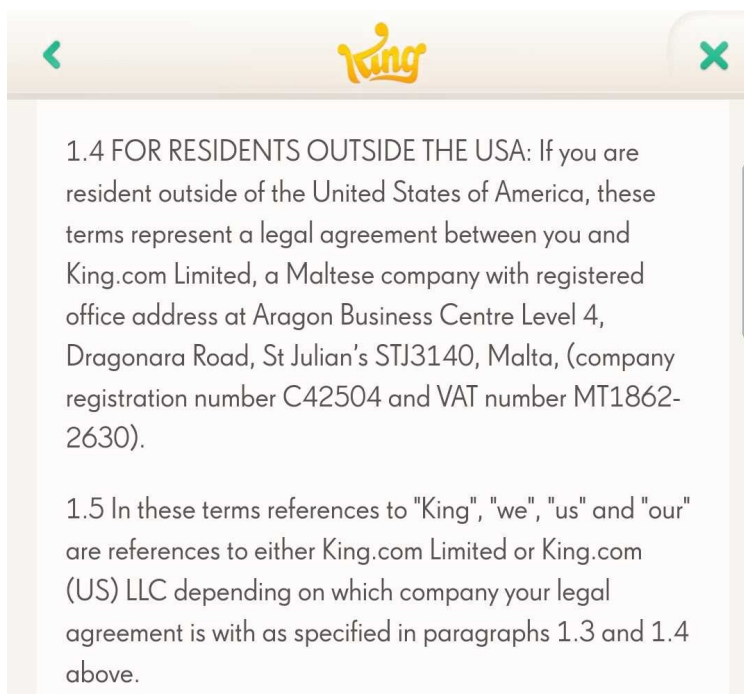 King
1.4 FOR RESIDENTS OUTSIDE THE USA: If you are
resident outside of the United States of America, these
terms represent a legal agreement between you and
King.com Limited, a Maltese company with registered
office address at Aragon Business Centre Level 4,
Dragonara Road, St Julian's STJ3140, Malta, (company
registration number C42504 and VAT number MT1862-
2630).
1.5 In these terms references to "King", "we", "us" and "our"
are references to either King.com Limited or King.com
(US) LLC depending on which company your legal
agreement is with as specified in paragraphs 1.3 and 1.4
above.